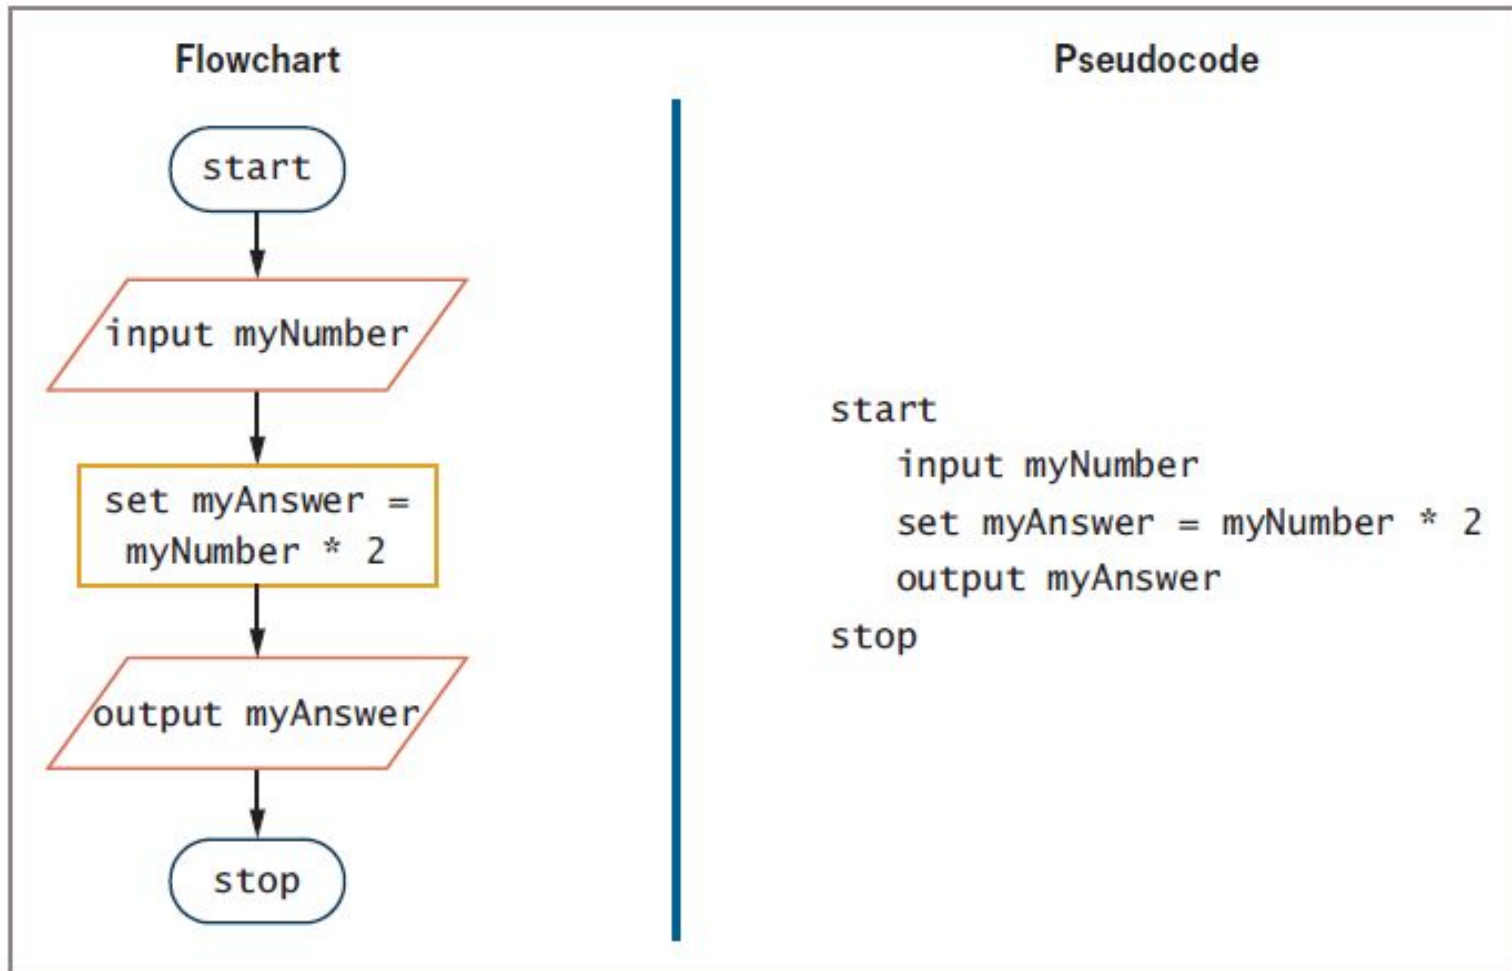 Flowchart
start
input myNumber
set myAnswer =
myNumber * 2
output myAnswer
stop
Pseudocode
start
input myNumber
set myAnswer = myNumber * 2
output myAnswer
stop